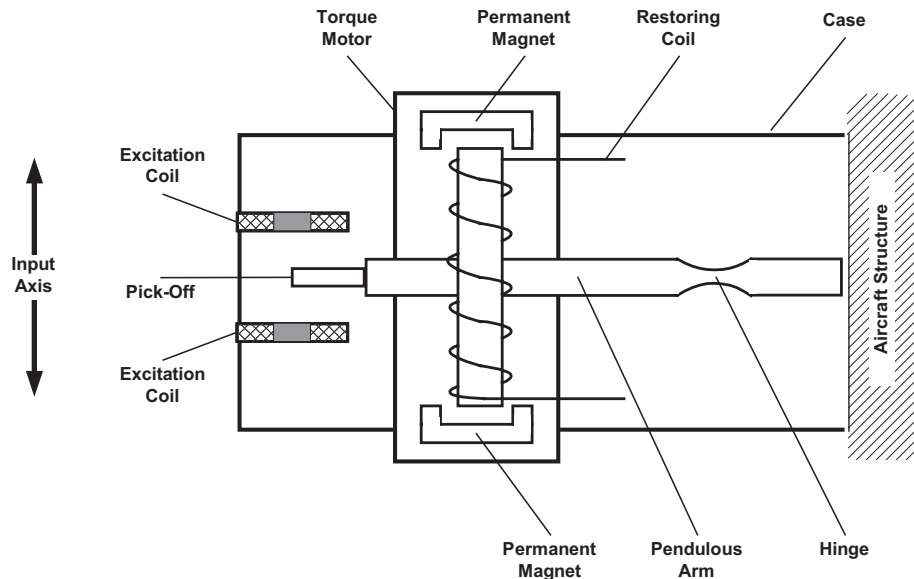 Torque
Motor
Permanent
Magnet
Restoring
Coil
Case
Excitation
Coil
Input
Axis
Pick-Off
Excitation
Coil
Aircraft Structure
Permanent
Magnet
Pendulous
Arm
Hinge